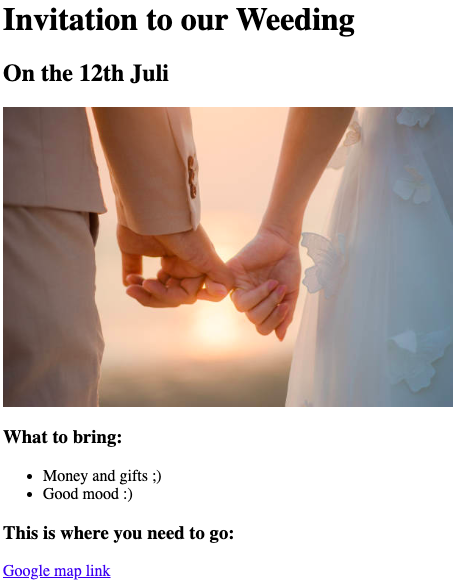 Invitation to our Weeding
On the 12th Juli
What to bring:
Money and gifts ;)
Good mood :)
This is where you need to go:
Google map link